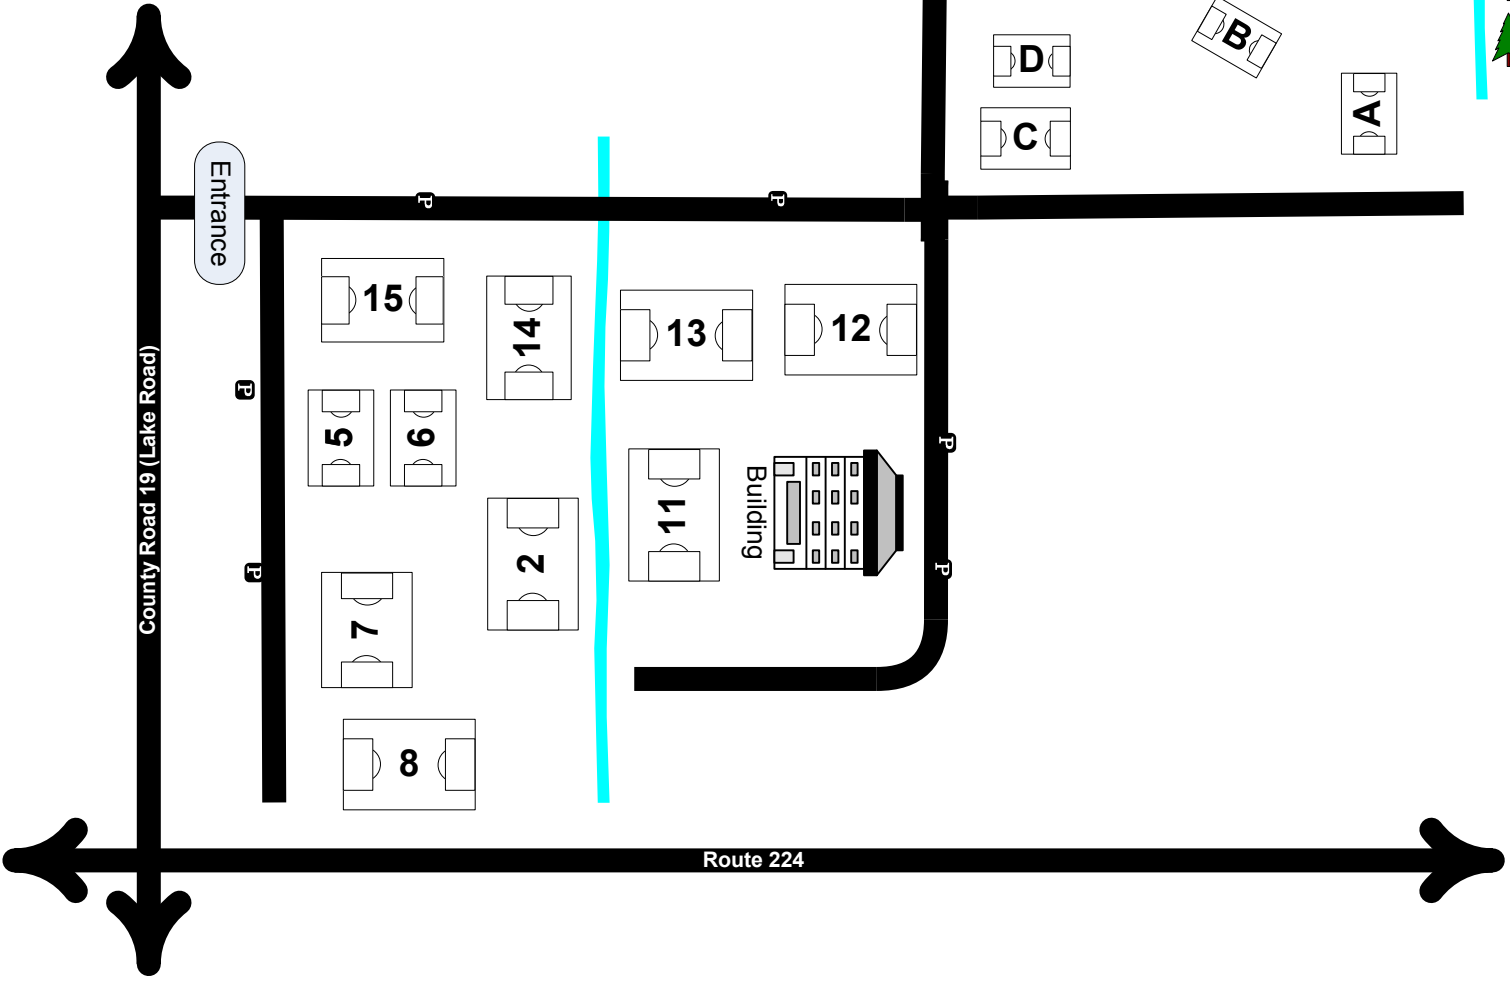 B
D
A
C
P
P
Entrance
15
14
13
12
P
5
6
P
County Road 19 (Lake Road)
Building
11
2
P
P
7
8
Route 224